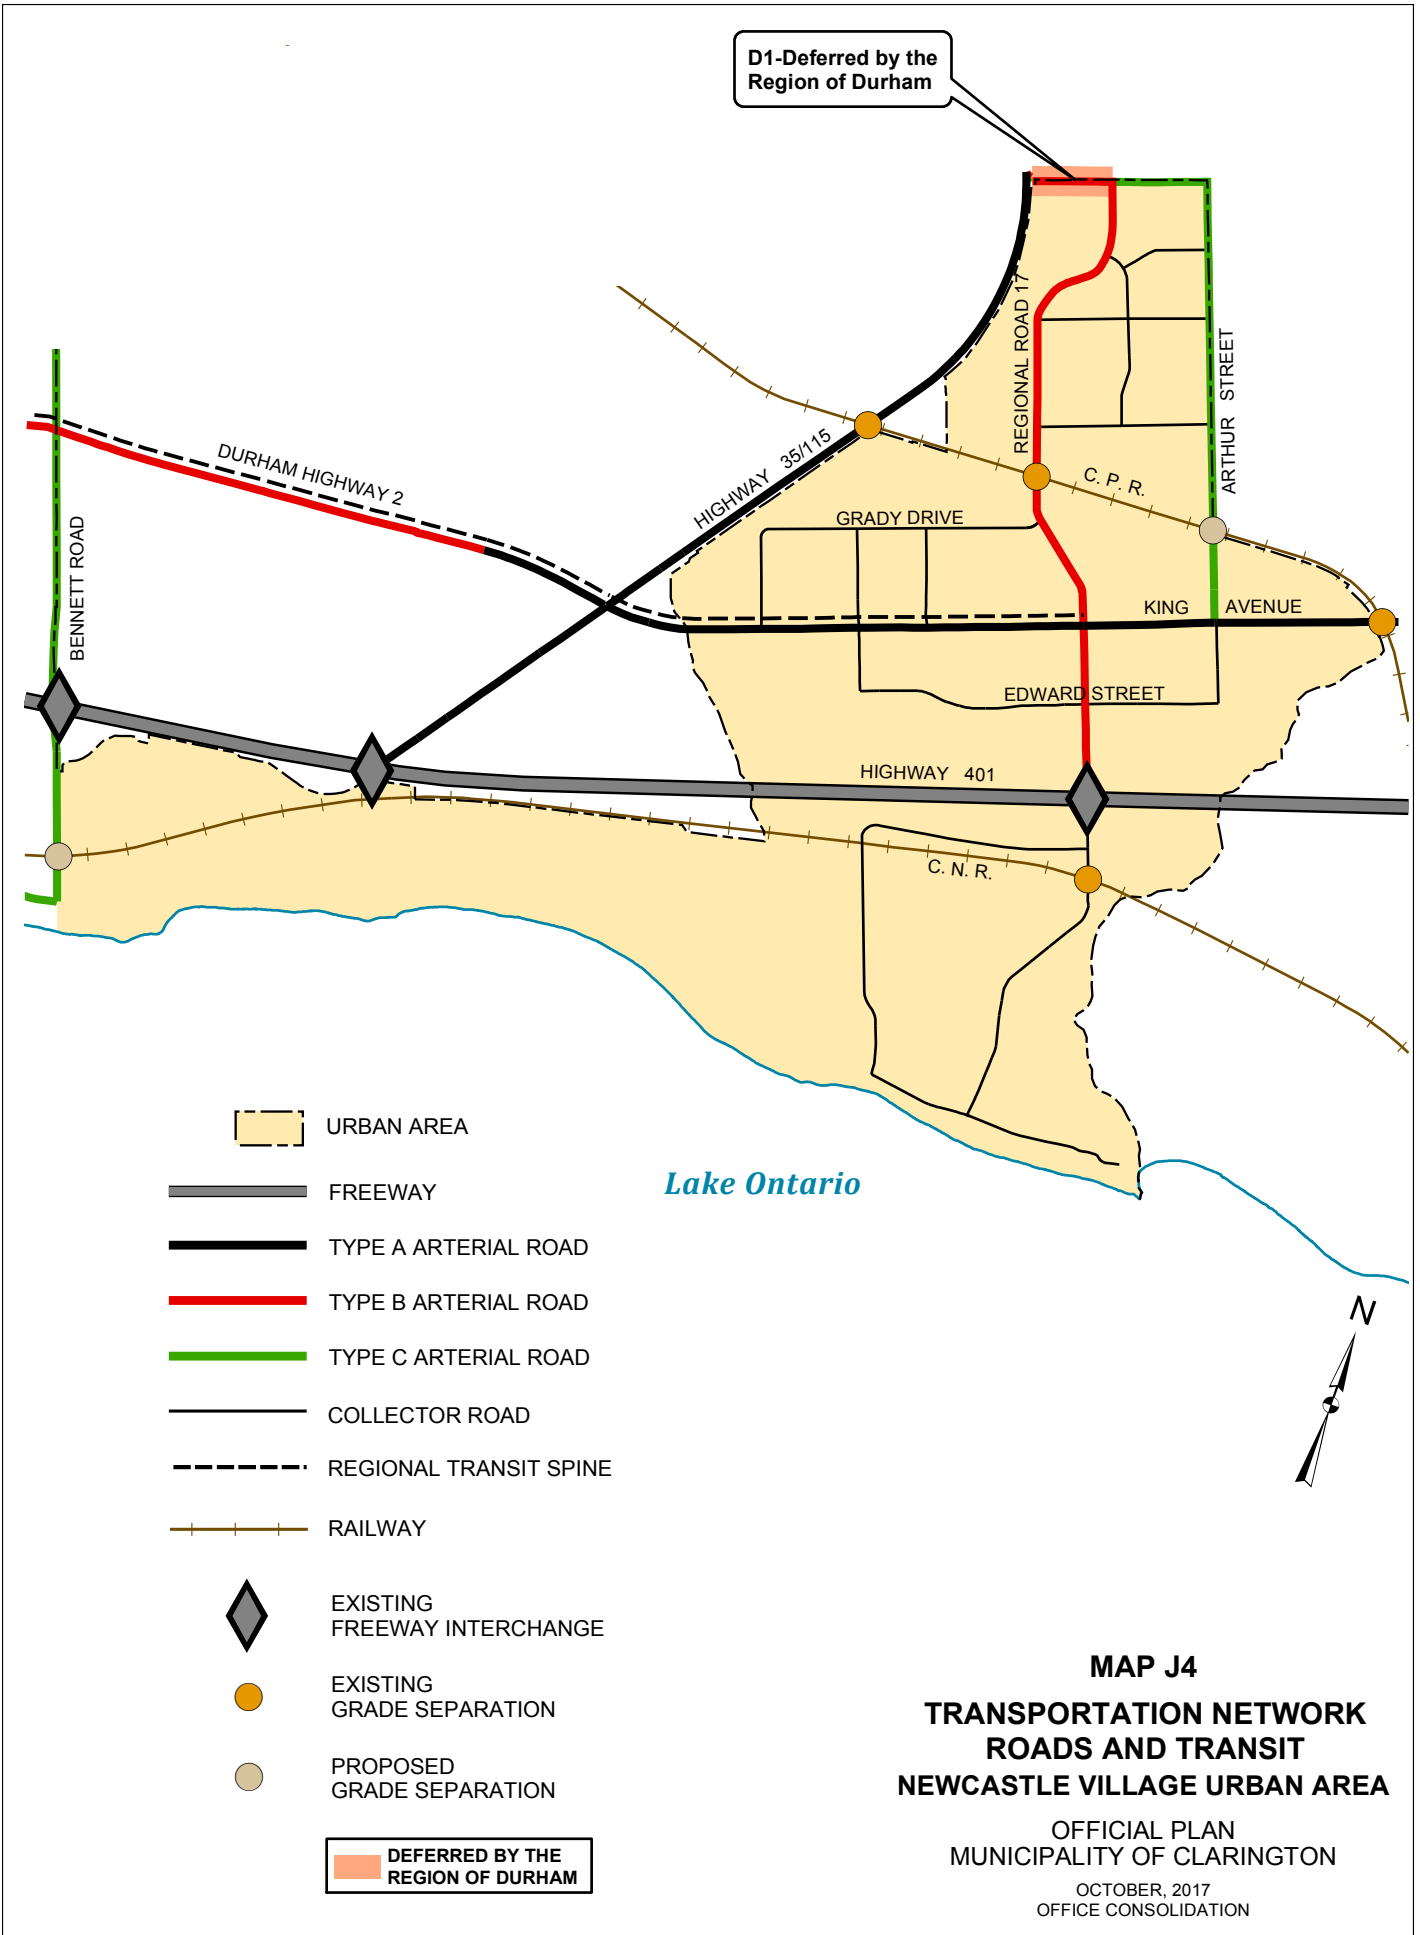 D1-Deferred by the
Region of Durham
REGIONAL ROAD 17
ARTHUR STREET
DURHAM HIGHWAY 2
HIGHWAY 35/115
C. P. R.
GRADY DRIVE
BENNETT ROAD
KING AVENUE
EDWARD STREET
HIGHWAY 401
C. N. R.
Lake Ontario
URBAN AREA
FREEWAY
TYPE A ARTERIAL ROAD
TYPE B ARTERIAL ROAD
TYPE C ARTERIAL ROAD
COLLECTOR ROAD
REGIONAL TRANSIT SPINE
RAILWAY
EXISTING
FREEWAY INTERCHANGE
EXISTING
GRADE SEPARATION
PROPOSED
GRADE SEPARATION
DEFERRED BY THE
REGION OF DURHAM
N
MAP J4
TRANSPORTATION NETWORK
ROADS AND TRANSIT
NEWCASTLE VILLAGE URBAN AREA
OFFICIAL PLAN
MUNICIPALITY OF CLARINGTON
OCTOBER, 2017
OFFICE CONSOLIDATION